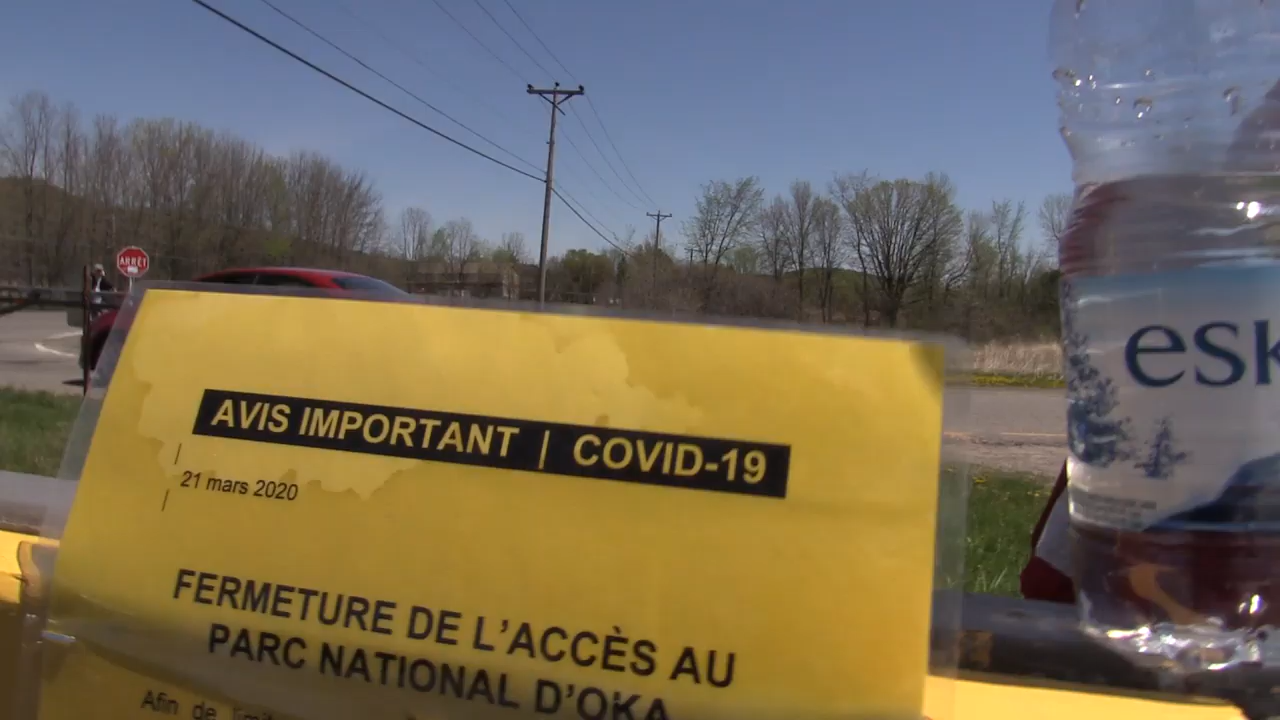 ARRÊT
AVIS IMPORTANT | COVID-19
21 mars 2020
FERMETURE DE L'ACCÈS AU
PARC NATIONAL D'OKA
Afin de
esk